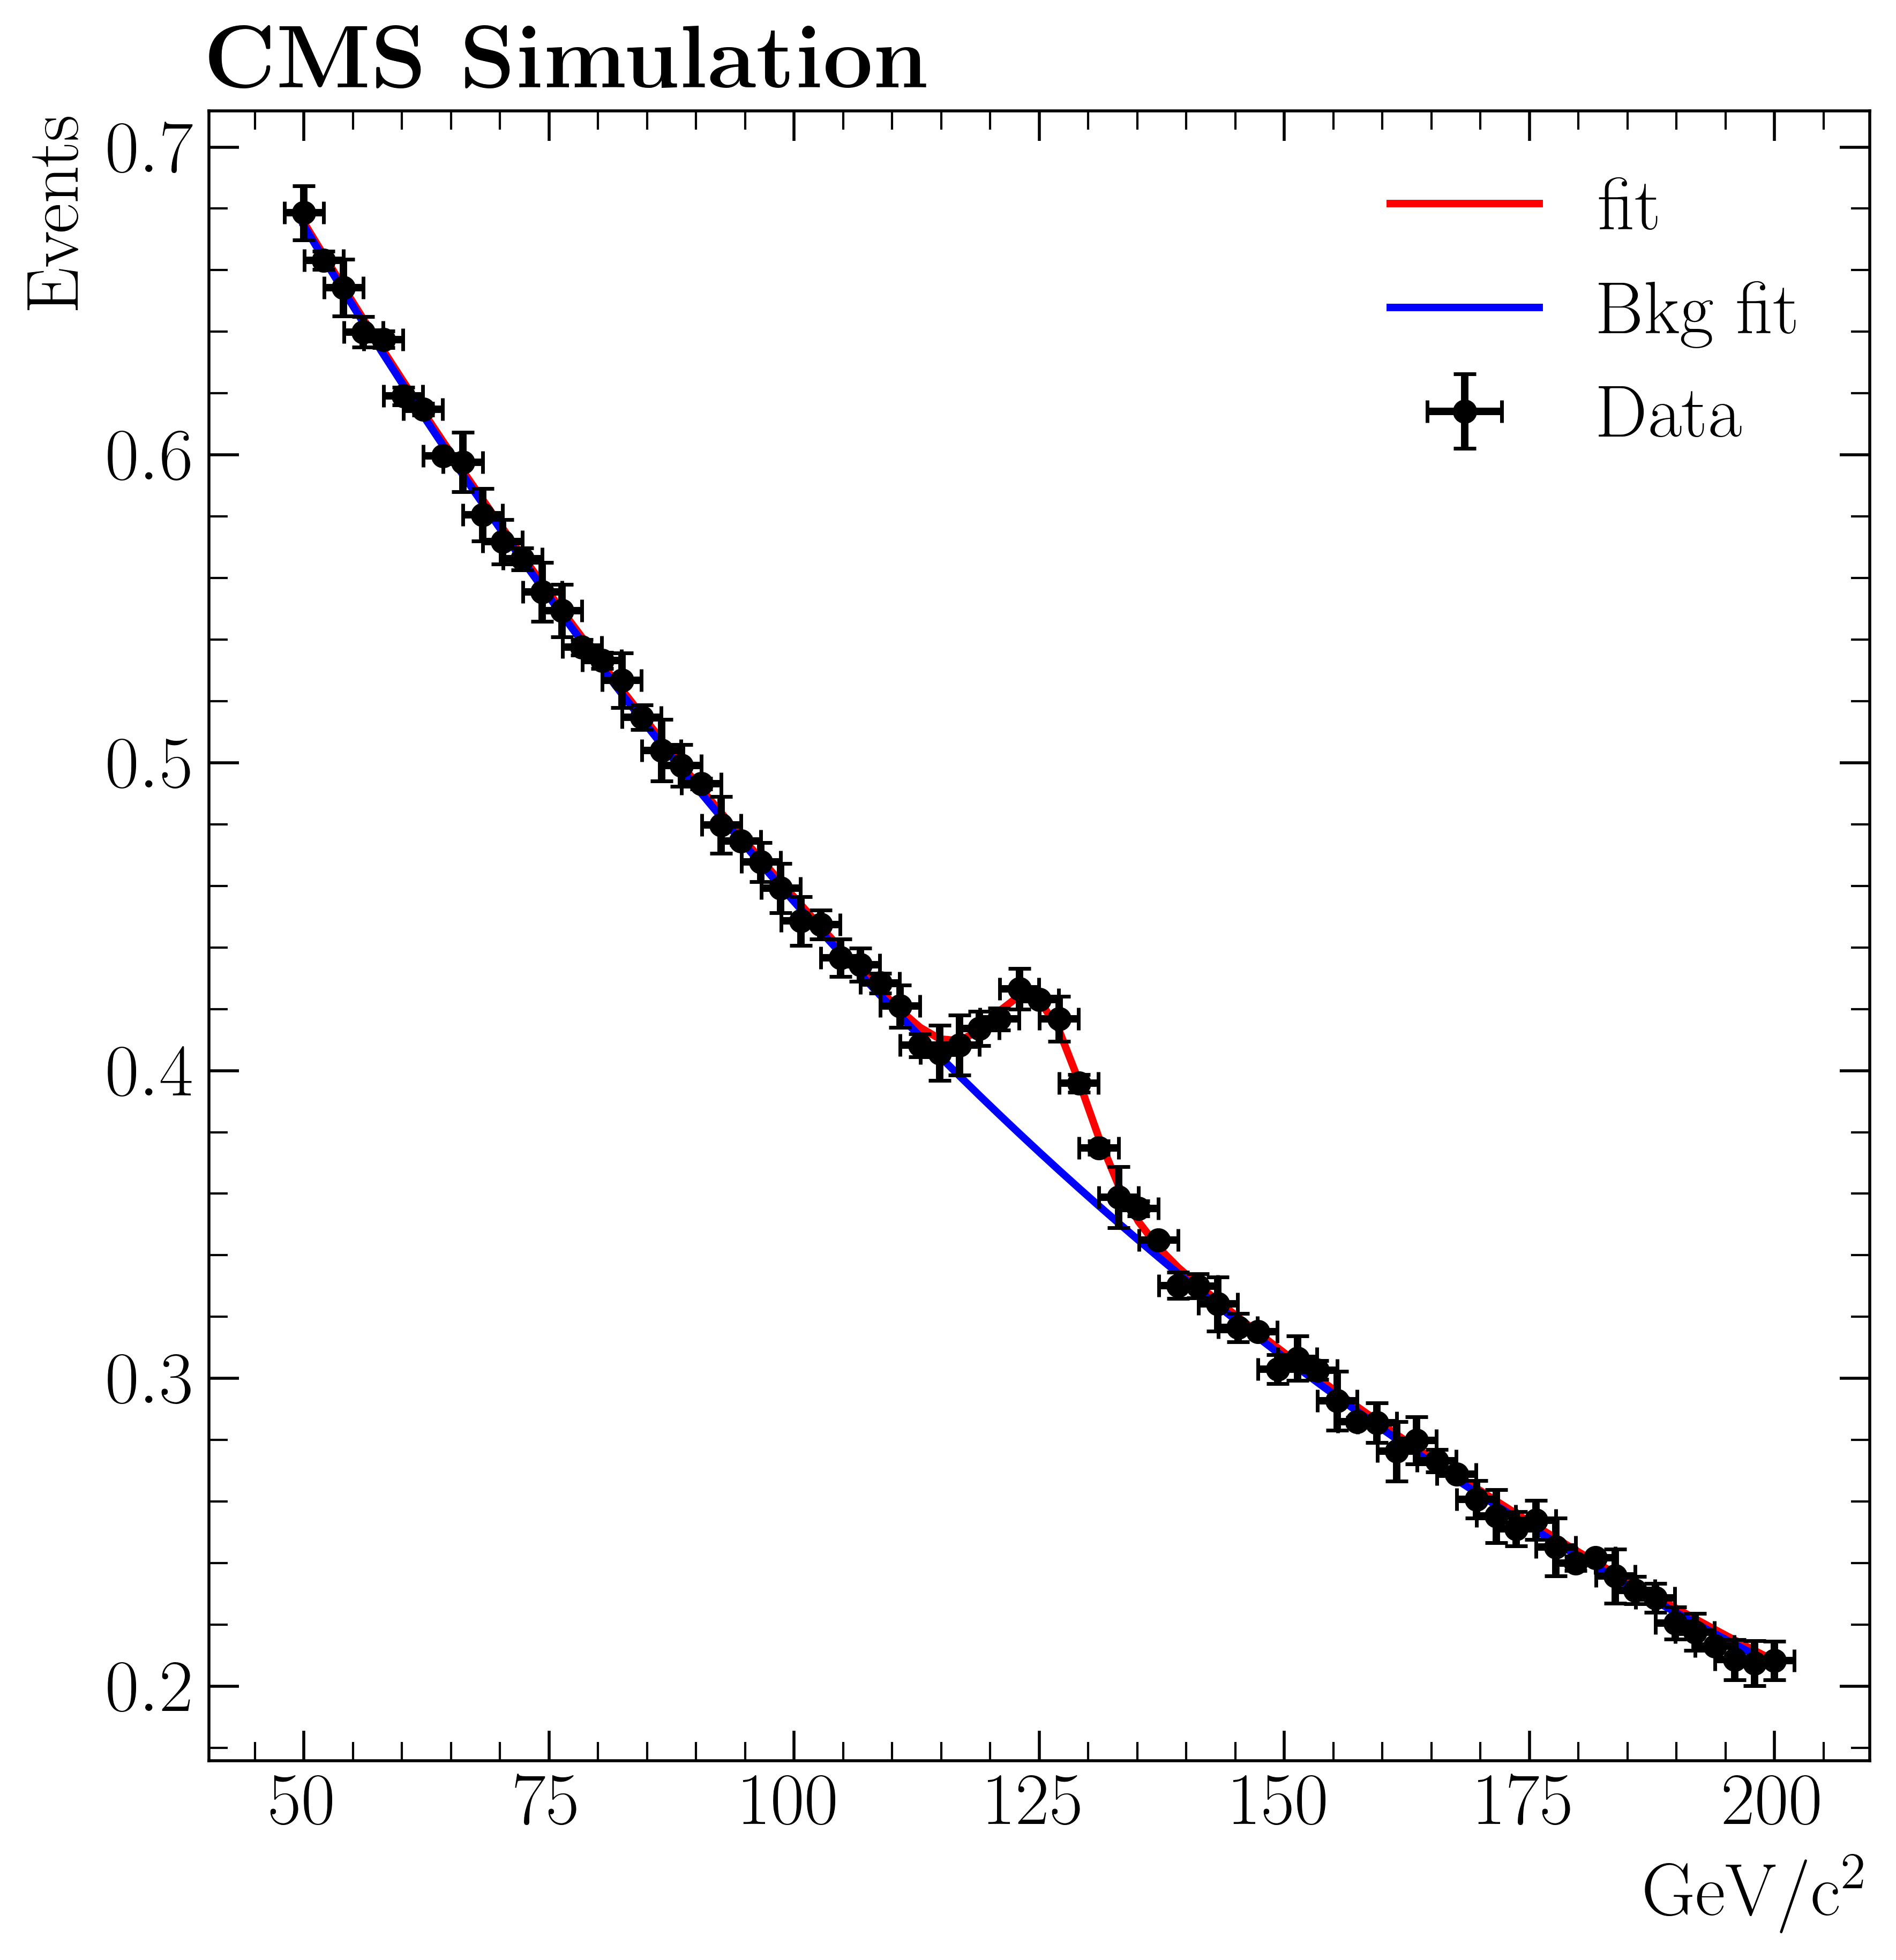 CMS Simulation
Events
0.7
0.6
0.5
0.4
0.3
0.2
fit
Bkg fit
Data
50 75 100 125 150 175 200
GeV/c²